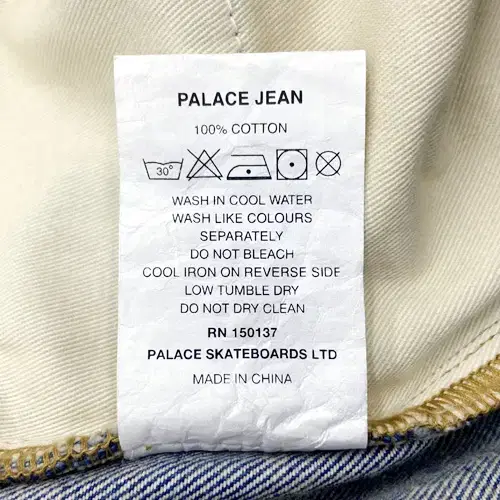 PALACE JEAN
100% COTTON
30°
WASH IN COOL WATER
WASH LIKE COLOURS
SEPARATELY
DO NOT BLEACH
COOL IRON ON REVERSE SIDE
LOW TUMBLE DRY
DO NOT DRY CLEAN
RN 150137
PALACE SKATEBOARDS LTD
MADE IN CHINA